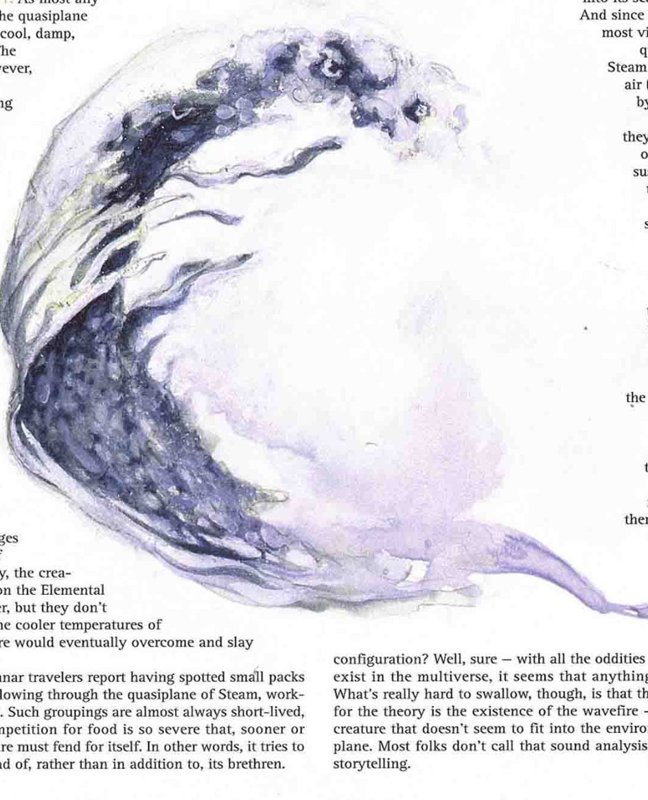 As most any
he quasiplane
cool, damp,
The
ever,
ng
ges
f
y, the crea-
on the Elemental
er, but they don't
ne cooler temperatures of
re would eventually overcome and slay
nar travelers report having spotted small packs
lowing through the quasiplane of Steam, work-
. Such groupings are almost always short-lived,
mpetition for food is so severe that, sooner or
re must fend for itself. In other words, it tries to
ad of, rather than in addition to, its brethren.
And since
most vi
q
Steam
air (
by
they
o
su
t
s
the
t
ther
configuration? Well, sure – with all the oddities
exist in the multiverse, it seems that anything
What's really hard to swallow, though, is that th
for the theory is the existence of the wavefire –
creature that doesn't seem to fit into the enviro
plane. Most folks don't call that sound analysis
storytelling.